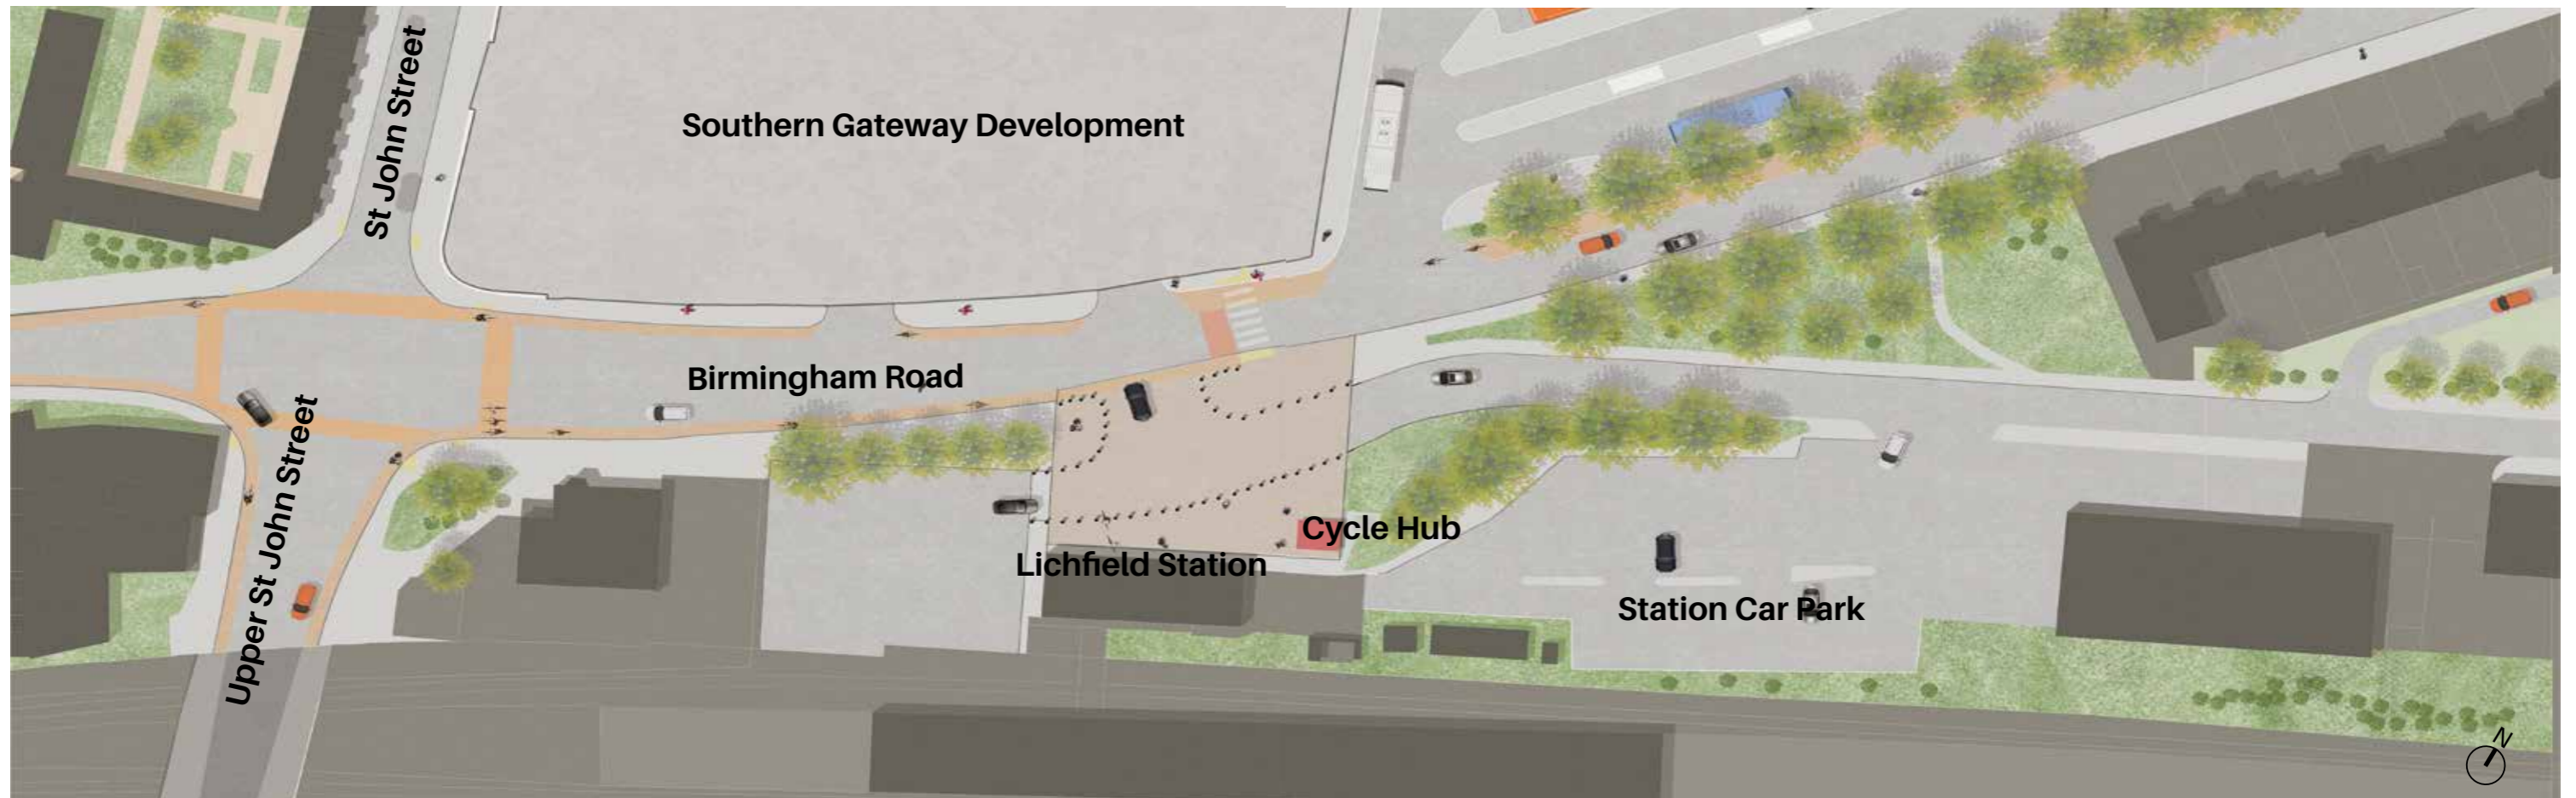 St John Street
Southern Gateway Development
Birmingham Road
Upper St John Street
Cycle Hub
Lichfield Station
Station Car Park
N